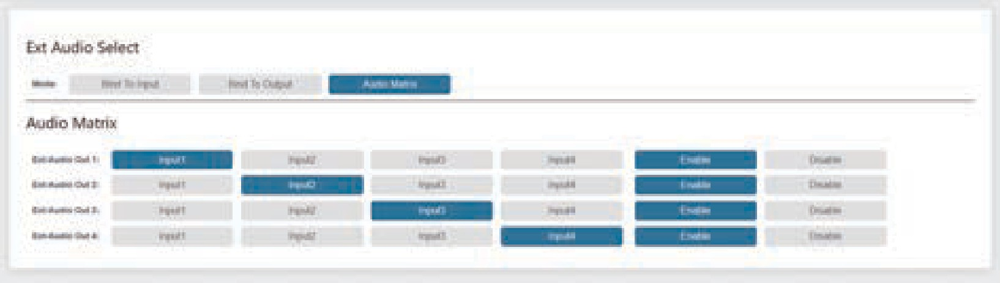 Ext Audio Select
Mode Bind To Input Bind To Output Audio Matrix
Audio Matrix
Ext-Audio Out 1: Input1 Input2 Input3 Input4 Enable Disable
Ext-Audio Out 2: Input1 Input2 Input3 Input4 Enable Disable
Ext-Audio Out 3: Input1 Input2 Input3 Input4 Enable Disable
Ext-Audio Out 4: Input1 Input2 Input3 Input4 Enable Disable